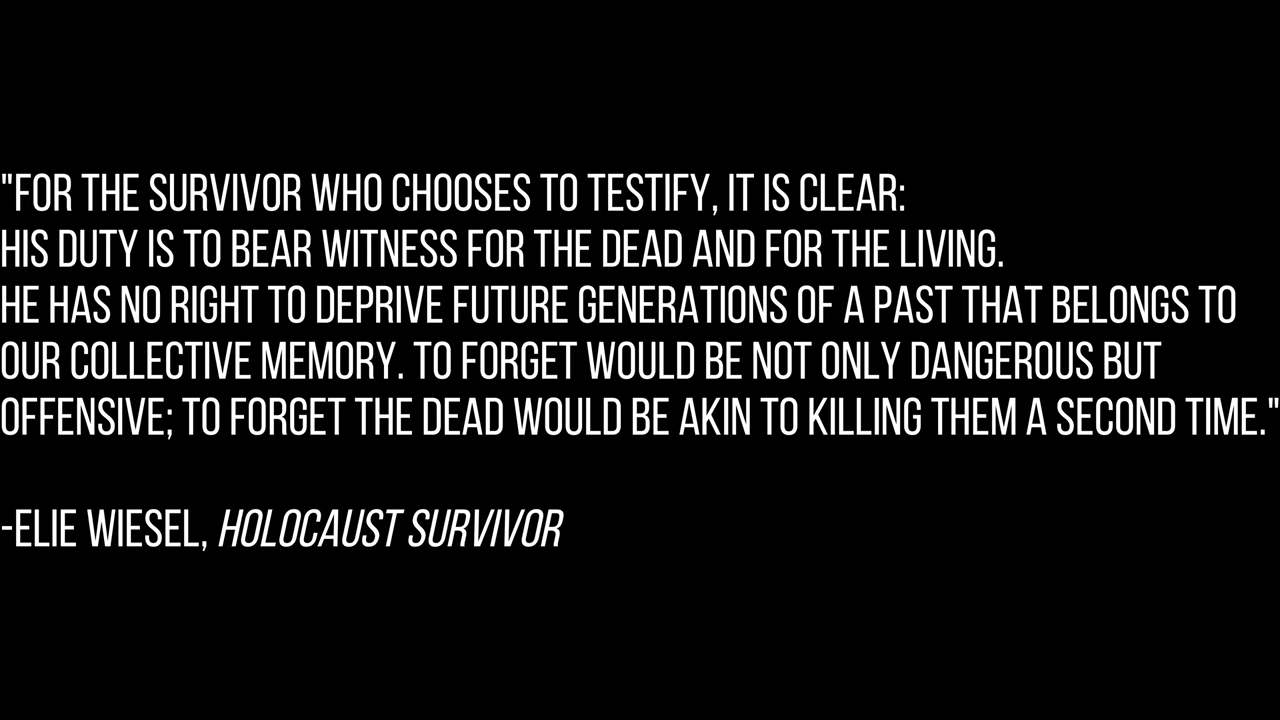 "FOR THE SURVIVOR WHO CHOOSES TO TESTIFY, IT IS CLEAR:
HIS DUTY IS TO BEAR WITNESS FOR THE DEAD AND FOR THE LIVING.
HE HAS NO RIGHT TO DEPRIVE FUTURE GENERATIONS OF A PAST THAT BELONGS TO
OUR COLLECTIVE MEMORY. TO FORGET WOULD BE NOT ONLY DANGEROUS BUT
OFFENSIVE; TO FORGET THE DEAD WOULD BE AKIN TO KILLING THEM A SECOND TIME."
-ELIE WIESEL, HOLOCAUST SURVIVOR